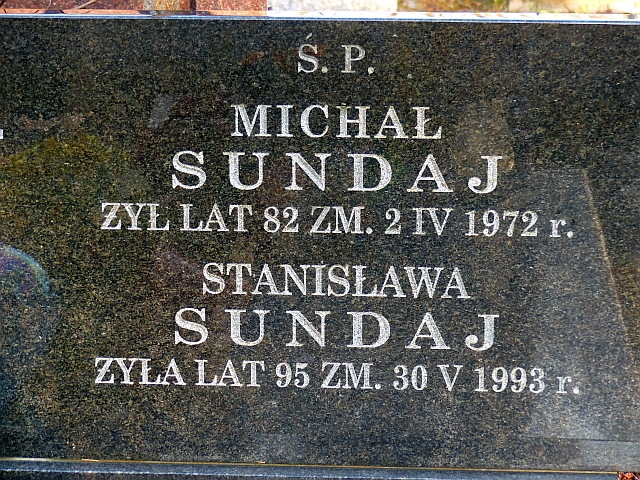 Ś. P.
MICHAŁ
SUNDAJ
ŻYŁ LAT 82 ZM. 2 IV 1972 r.
STANISŁAWA
SUNDAJ
ŻYŁA LAT 95 ZM. 30 V 1993 r.